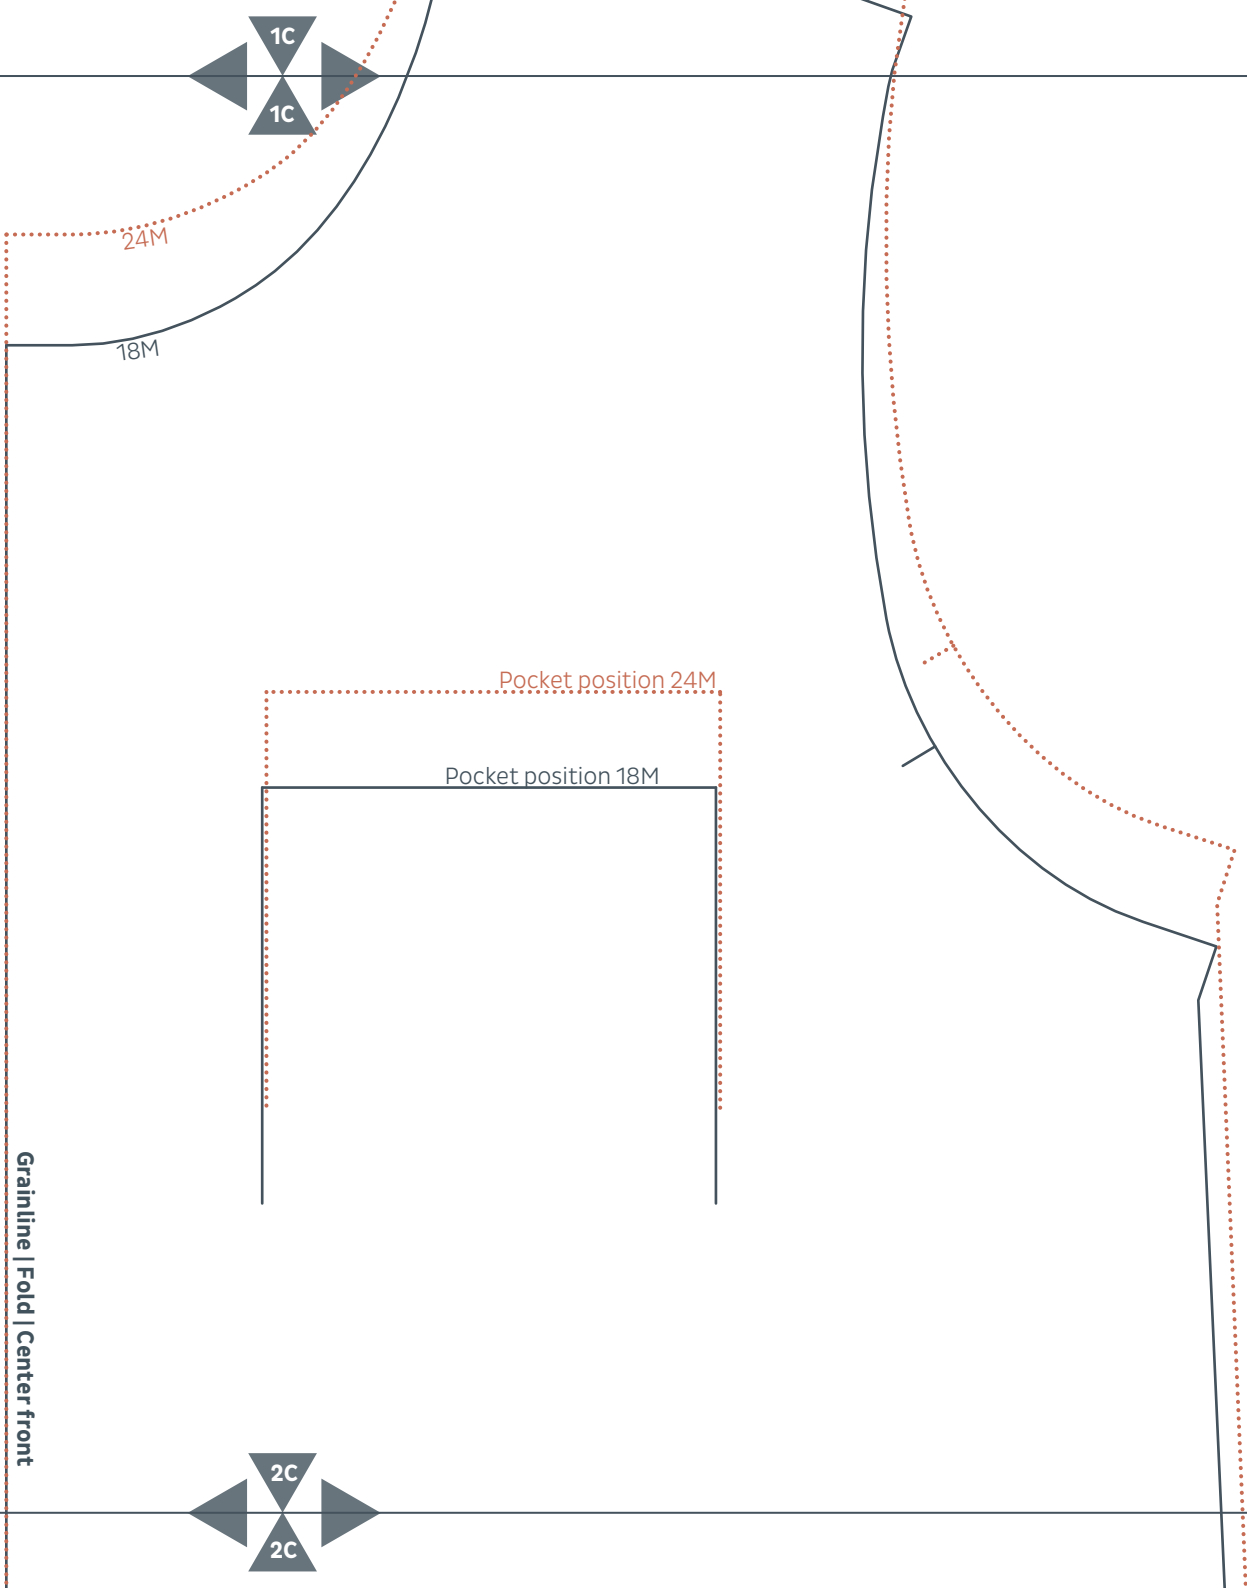 1C
1C
24M
18M
Pocket position 24M
Pocket position 18M
Grainline | Fold | Center front
2C
2C